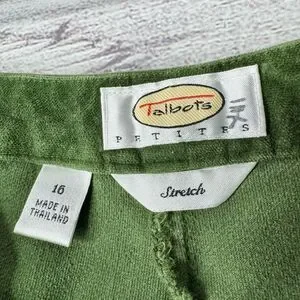 Talbots
PETITES
16
MADE IN
THAILAND
Stretch